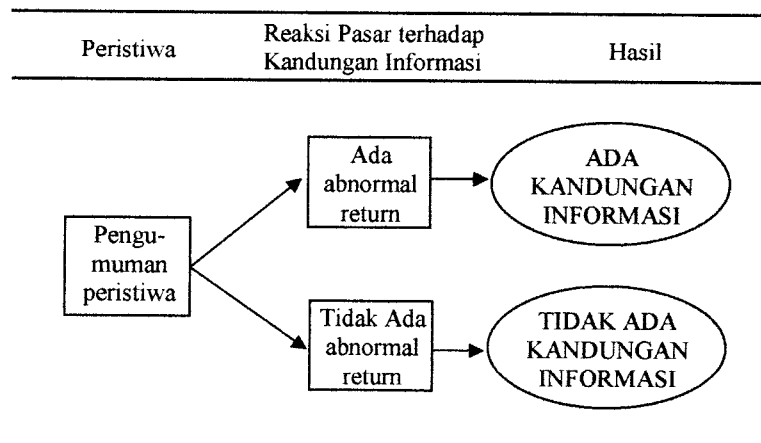 Peristiwa
Reaksi Pasar terhadap
Kandungan Informasi
Hasil
Pengu-
muman
peristiwa
Ada
abnormal
return
ADA
KANDUNGAN
INFORMASI
Tidak Ada
abnormal
return
TIDAK ADA
KANDUNGAN
INFORMASI